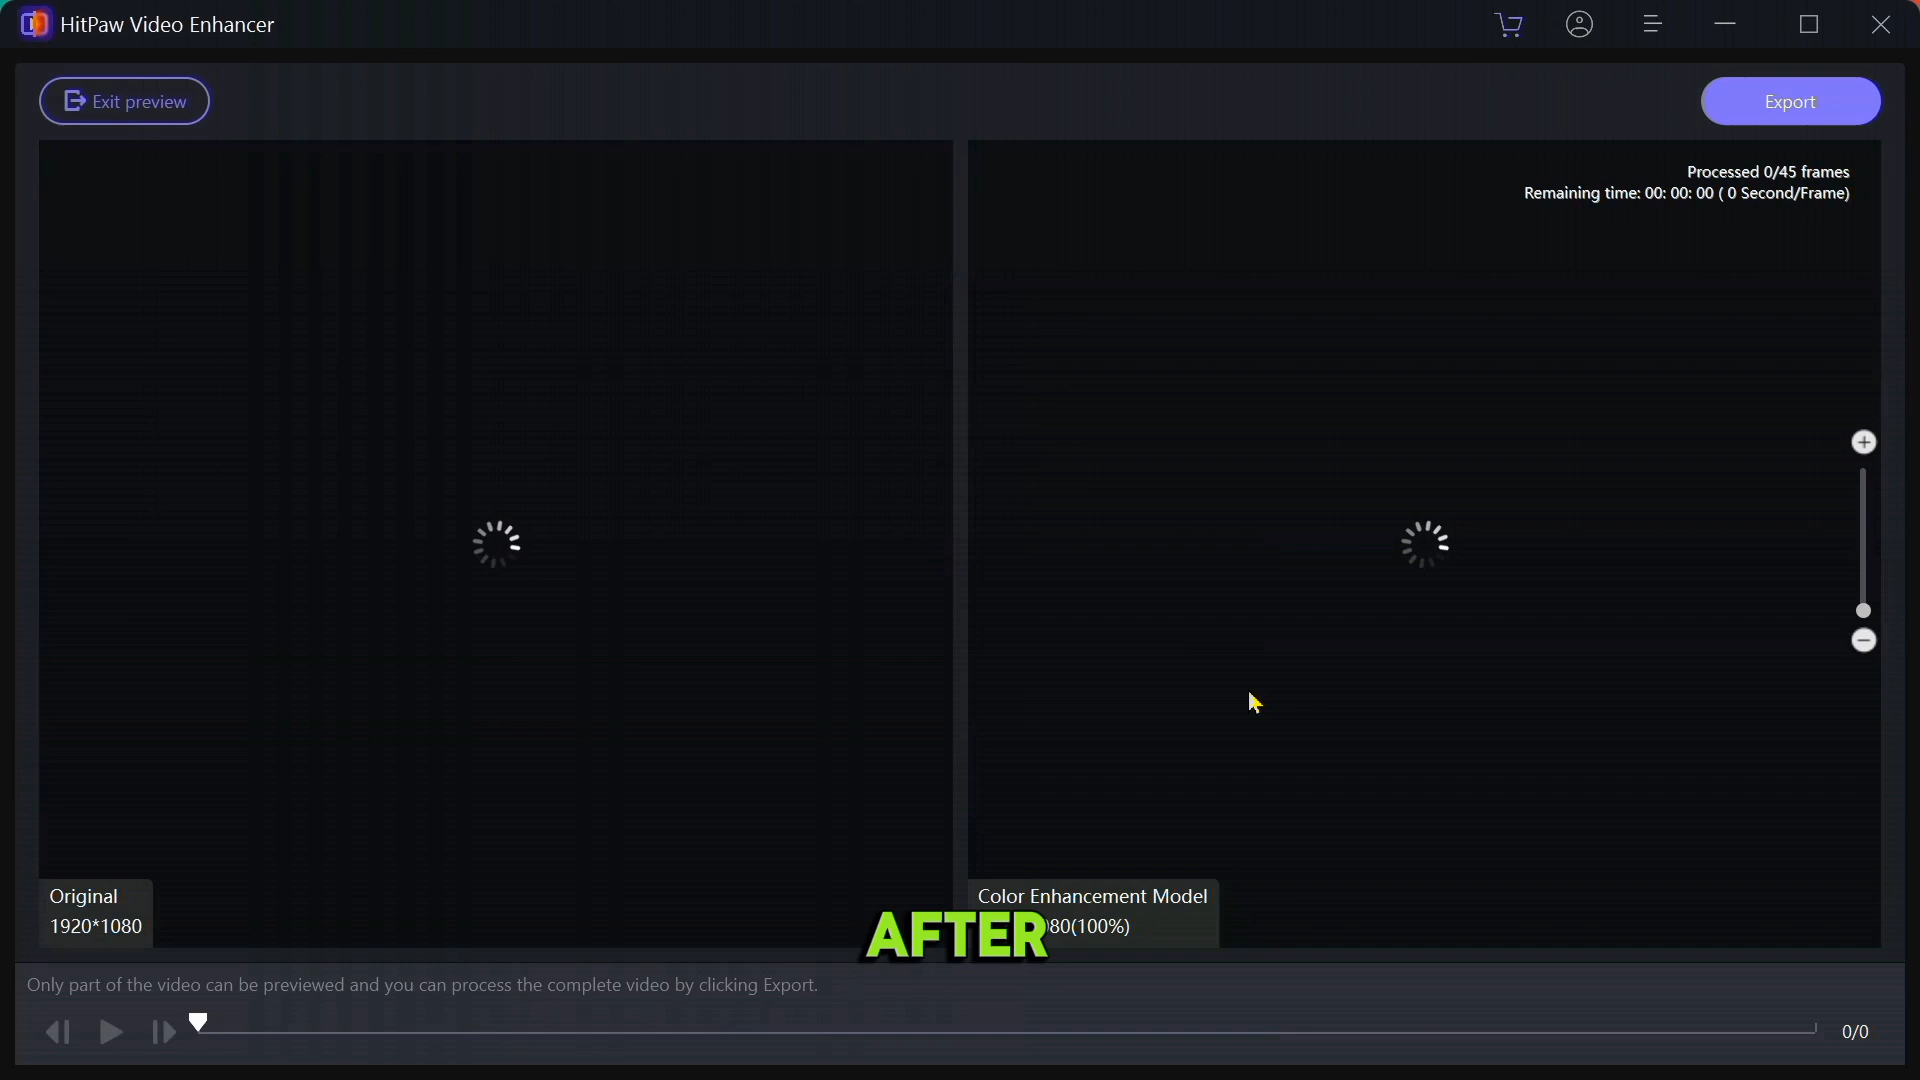 HitPaw Video Enhancer
Exit preview
Export
Processed 0/45 frames
Remaining time: 00: 00: 00 ( 0 Second/Frame)
Original
1920*1080
Color Enhancement Model
80(100%)
AFTER
Only part of the video can be previewed and you can process the complete video by clicking Export.
0/0